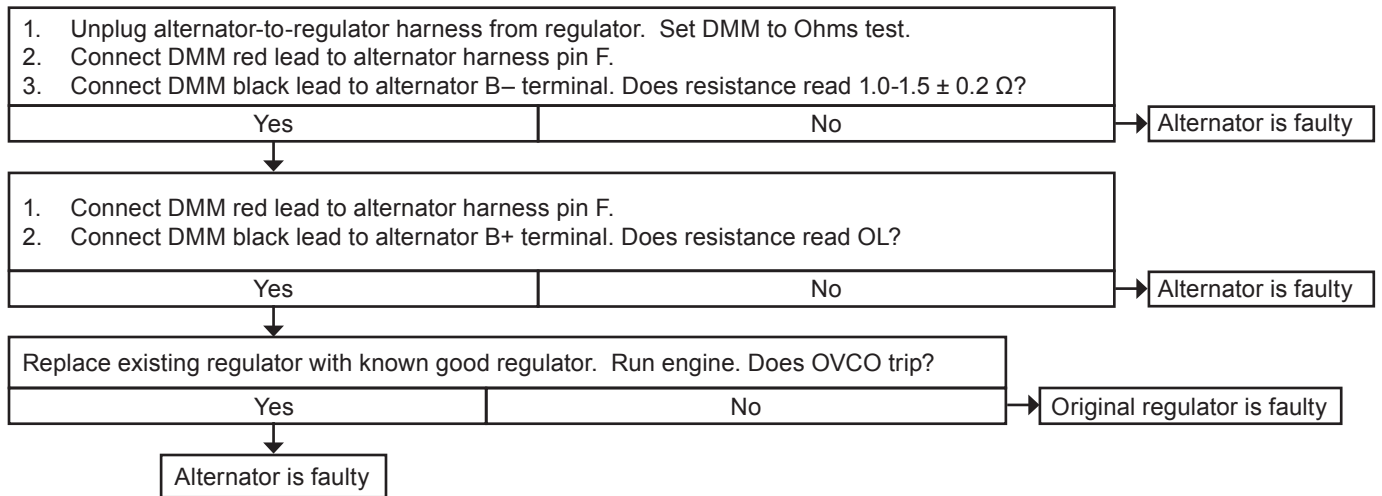 1. Unplug alternator-to-regulator harness from regulator. Set DMM to Ohms test.
2. Connect DMM red lead to alternator harness pin F.
3. Connect DMM black lead to alternator B– terminal. Does resistance read 1.0-1.5 ± 0.2 Ω?
Yes No Alternator is faulty
1. Connect DMM red lead to alternator harness pin F.
2. Connect DMM black lead to alternator B+ terminal. Does resistance read OL?
Yes No Alternator is faulty
Replace existing regulator with known good regulator. Run engine. Does OVCO trip?
Yes No Original regulator is faulty
Alternator is faulty